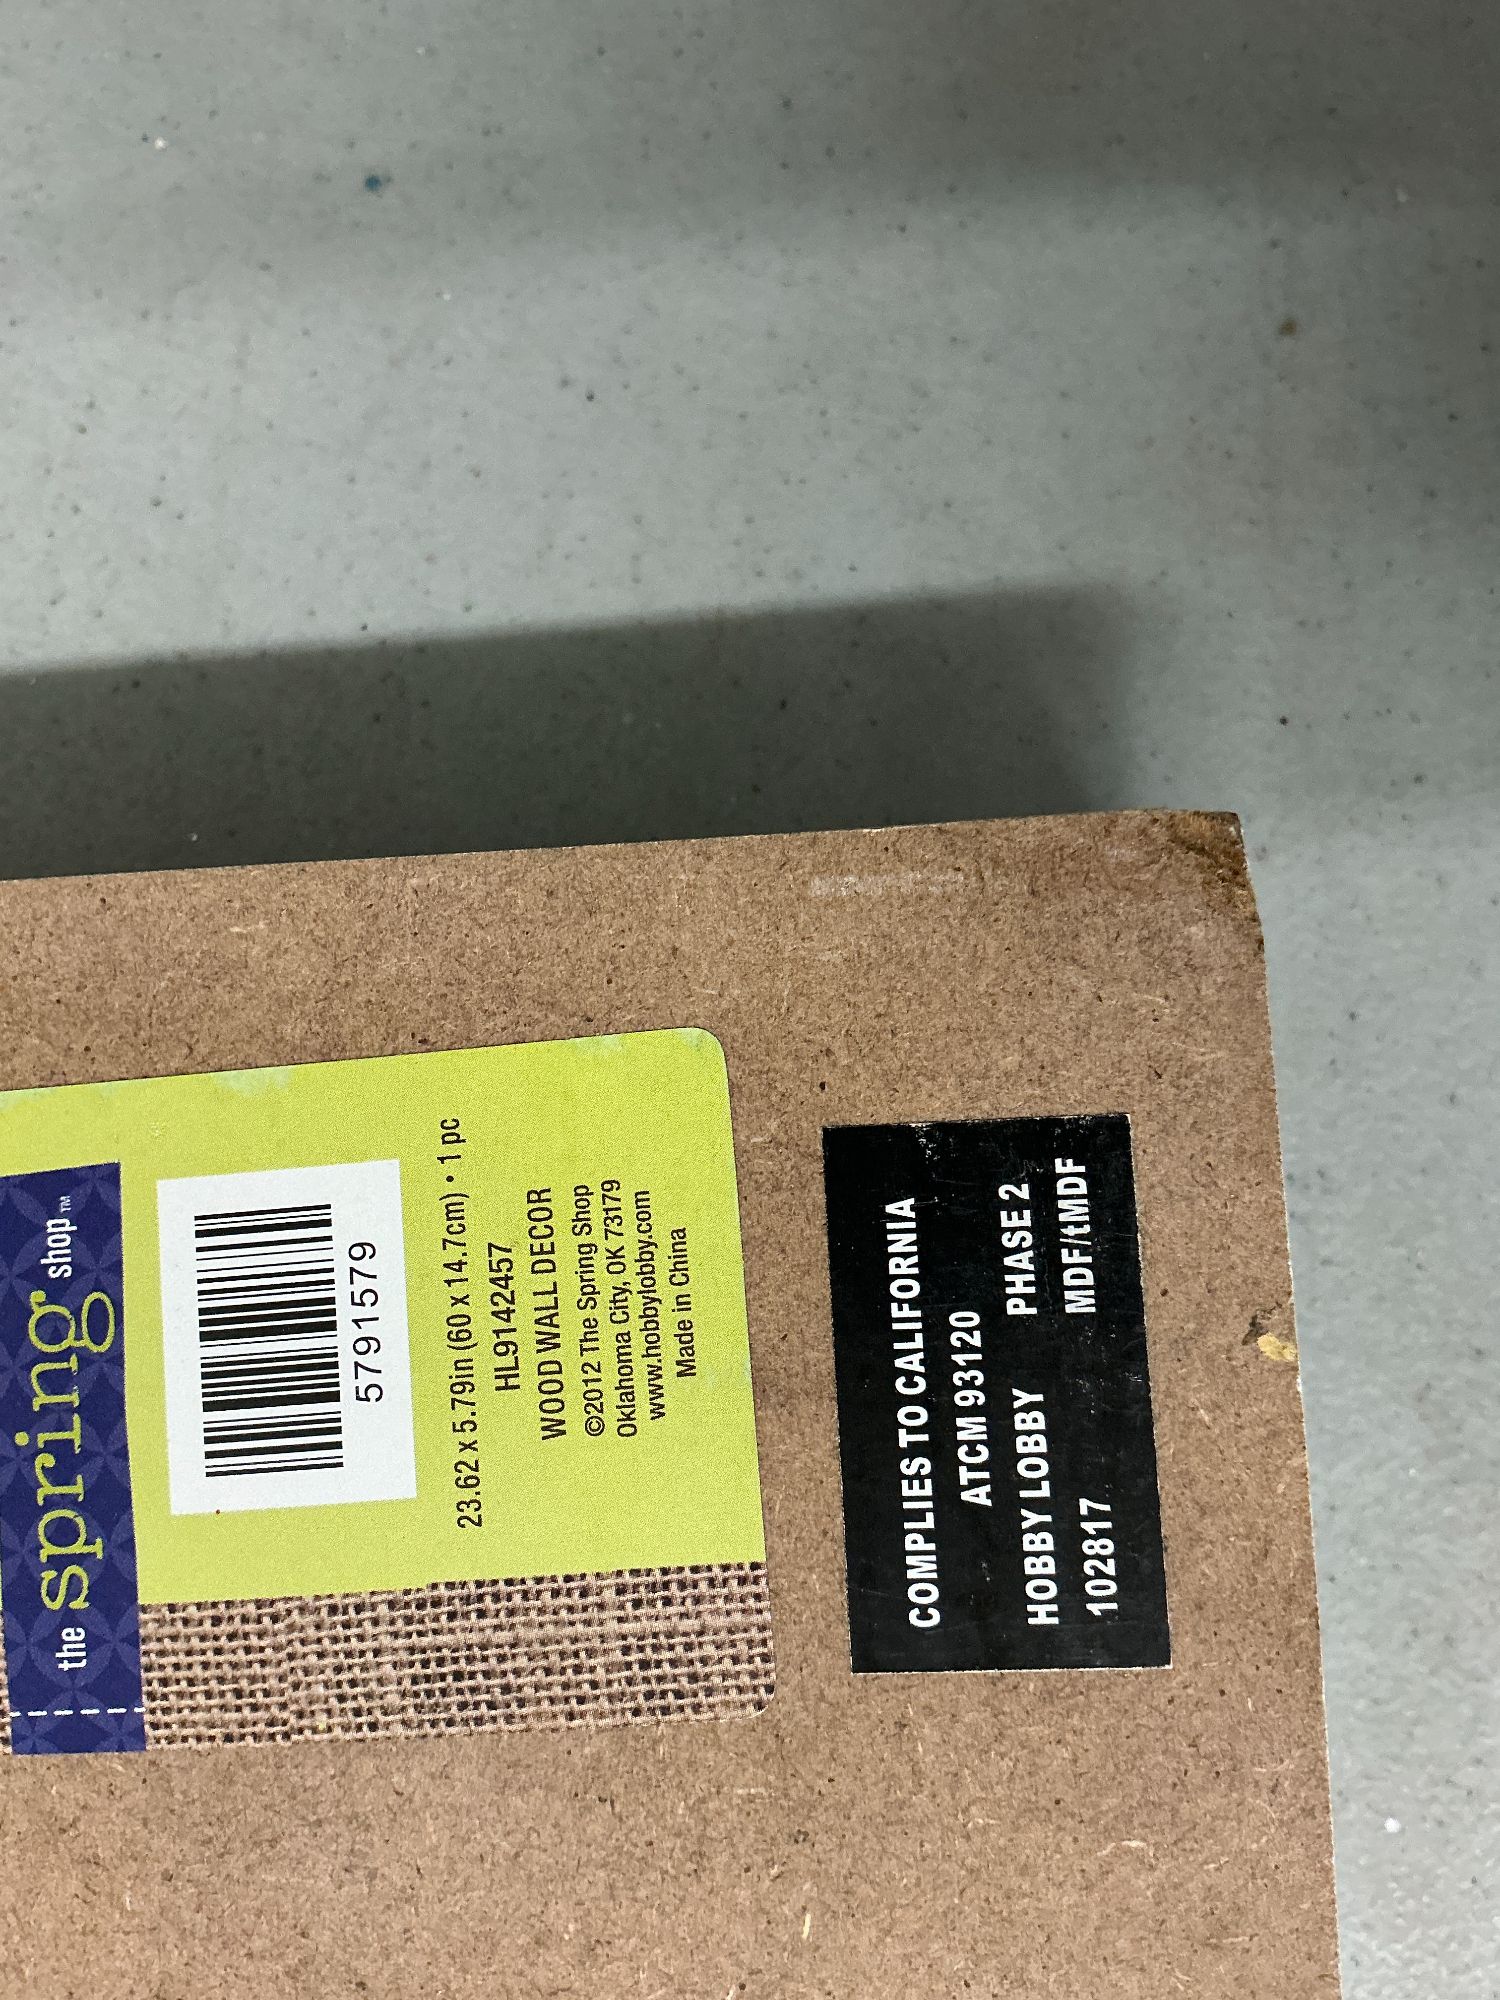 the spring shop™
5791579
23.62 x 5.79in (60 x 14.7cm) • 1 pc
HL9142457
WOOD WALL DECOR
©2012 The Spring Shop
Oklahoma City, OK 73179
www.hobbylobby.com
Made in China
COMPLIES TO CALIFORNIA
ATCM 93120
HOBBY LOBBY PHASE 2
102817 MDF/tMDF